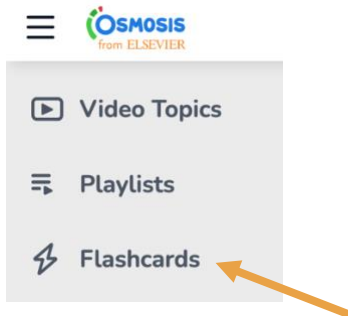 OSMOSIS
from ELSEVIER
Video Topics
Playlists
Flashcards